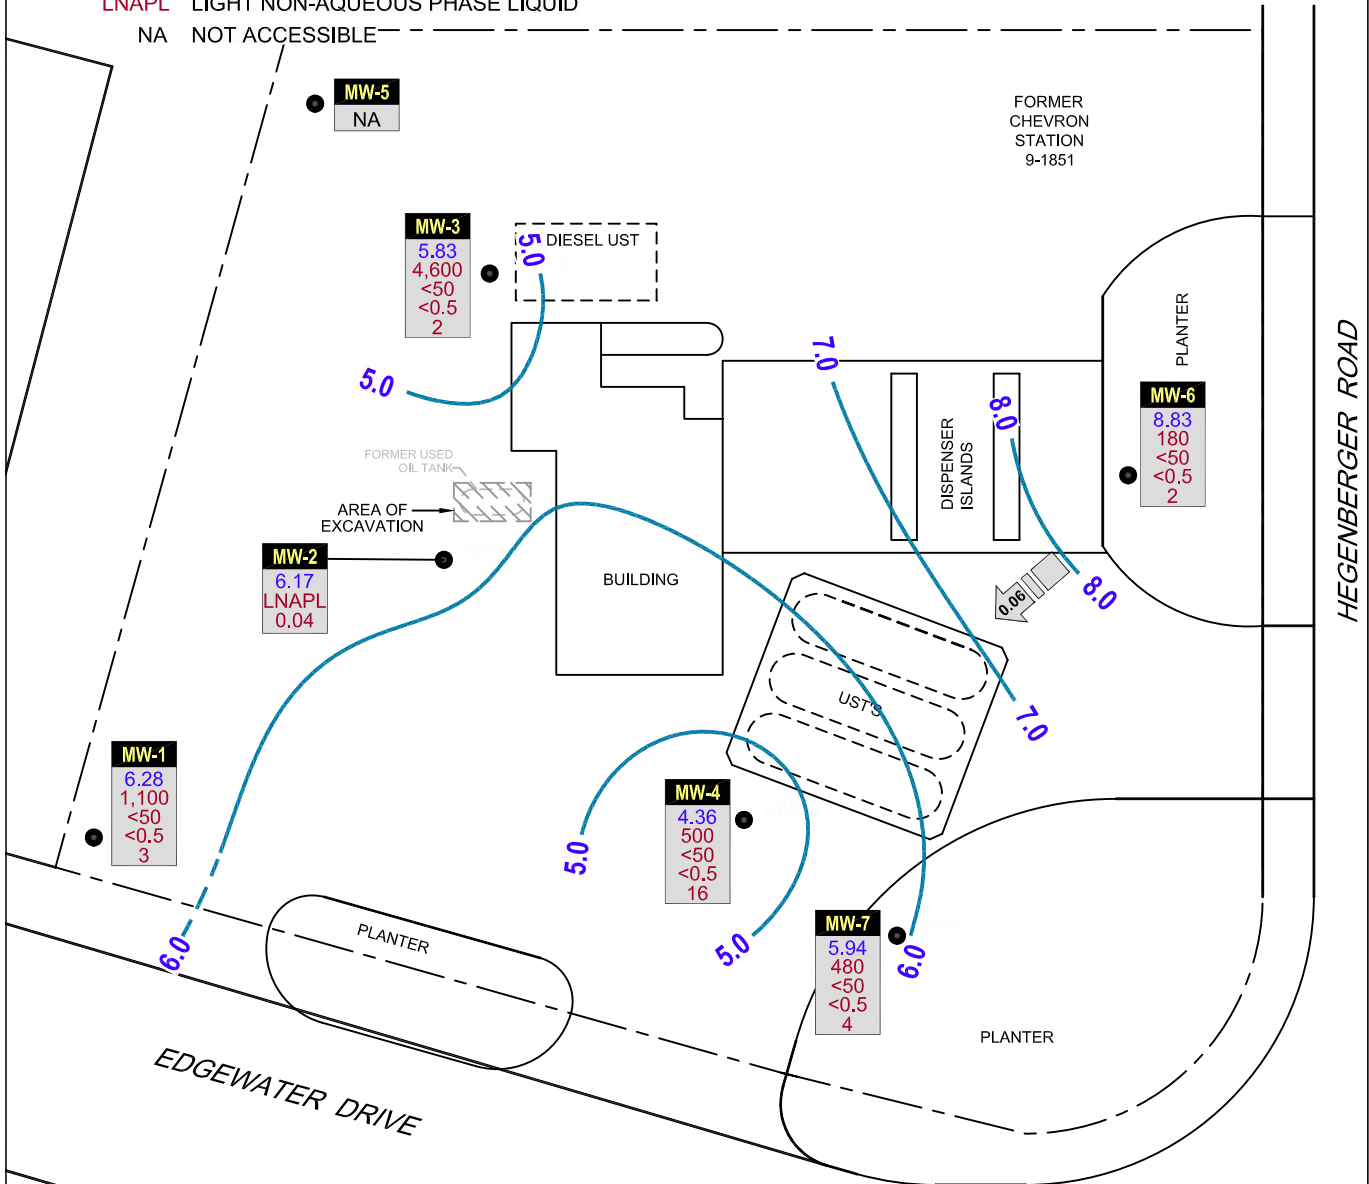 LNAPL LIGHT NON-AQUEOUS PHASE LIQUID
NA NOT ACCESSIBLE
MW-5
NA
FORMER
CHEVRON
STATION
9-1851
MW-3
5.83
4,600
<50
<0.5
2
5.0
DIESEL UST
5.0
7.0
8.0
DISPENSER
ISLANDS
PLANTER
MW-6
8.83
180
<50
<0.5
2
HEGENBERGER ROAD
FORMER USED
OIL TANK
AREA OF
EXCAVATION
MW-2
6.17
LNAPL
0.04
BUILDING
0.06
8.0
UST'S
7.0
MW-1
6.28
1,100
<50
<0.5
3
MW-4
4.36
500
<50
<0.5
16
5.0
5.0
6.0
PLANTER
MW-7
5.94
480
<50
<0.5
4
6.0
PLANTER
EDGEWATER DRIVE